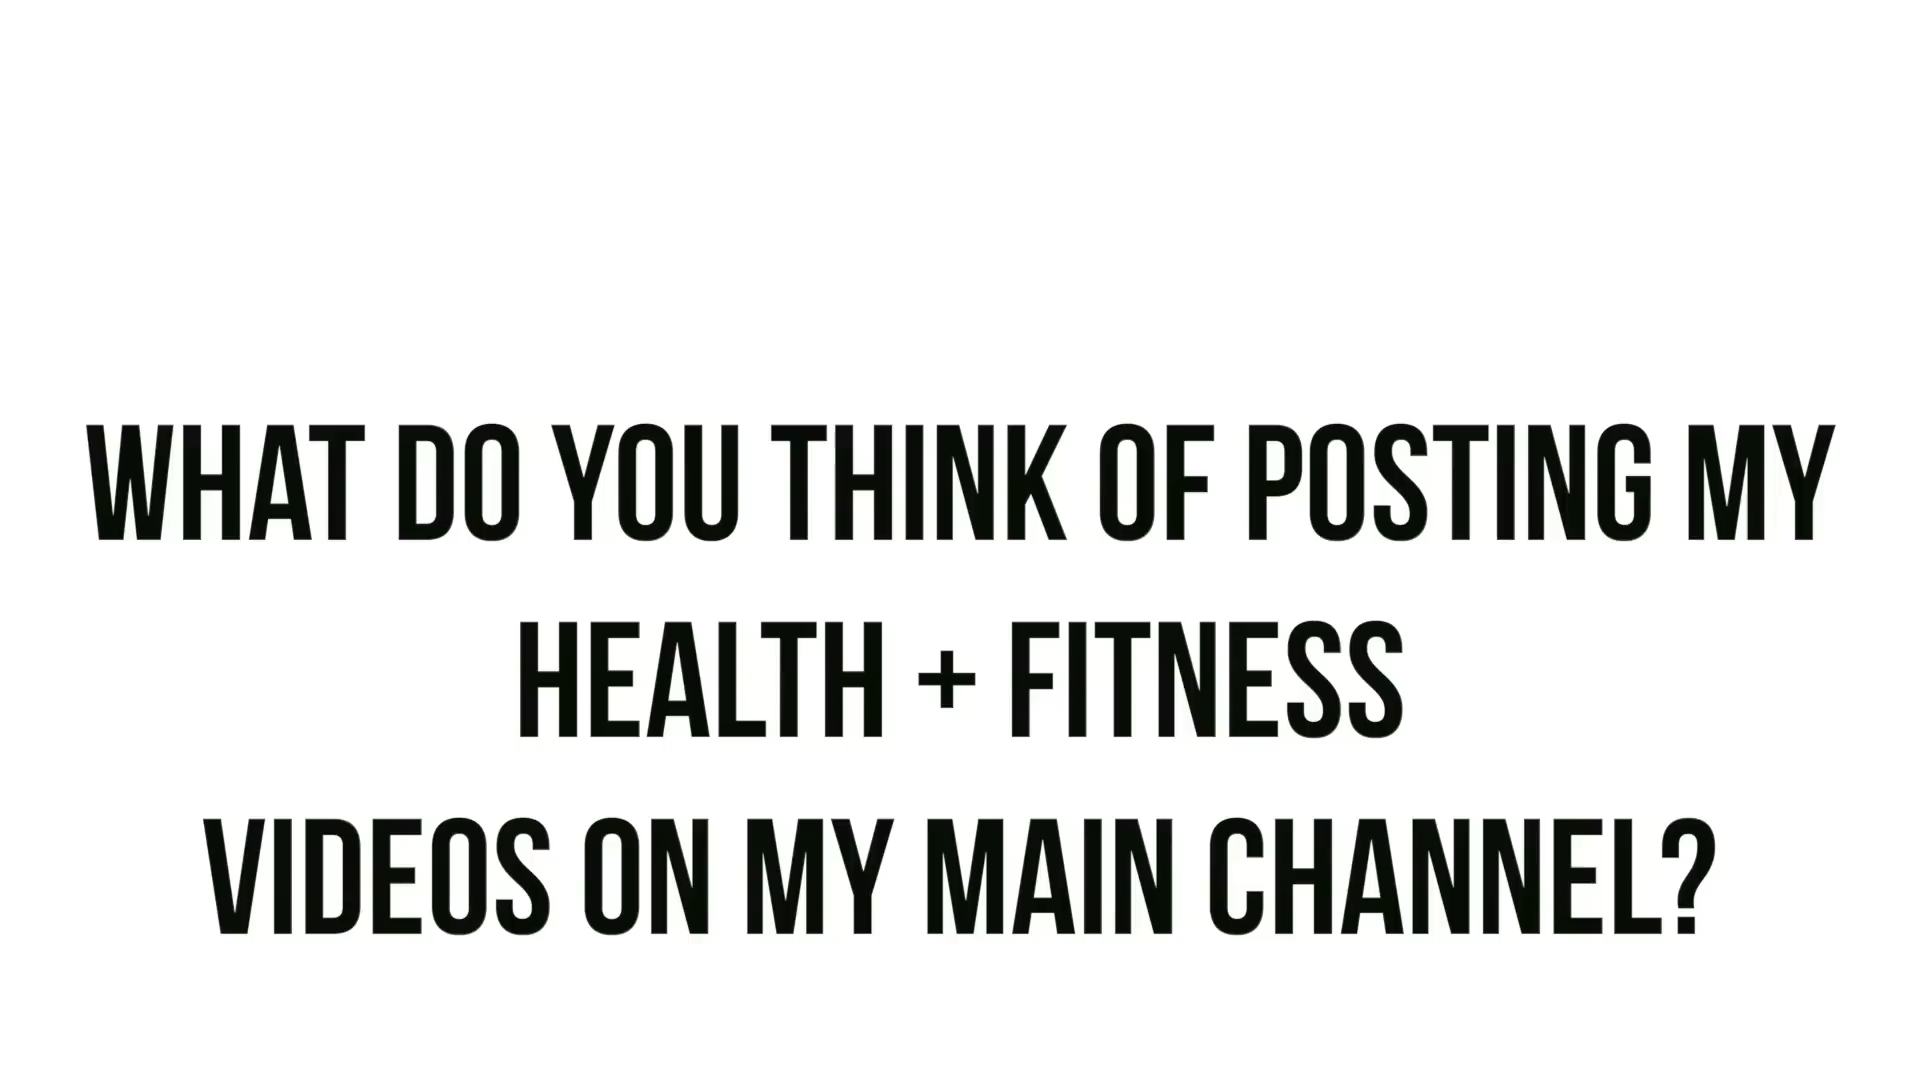 WHAT DO YOU THINK OF POSTING MY
HEALTH + FITNESS
VIDEOS ON MY MAIN CHANNEL?